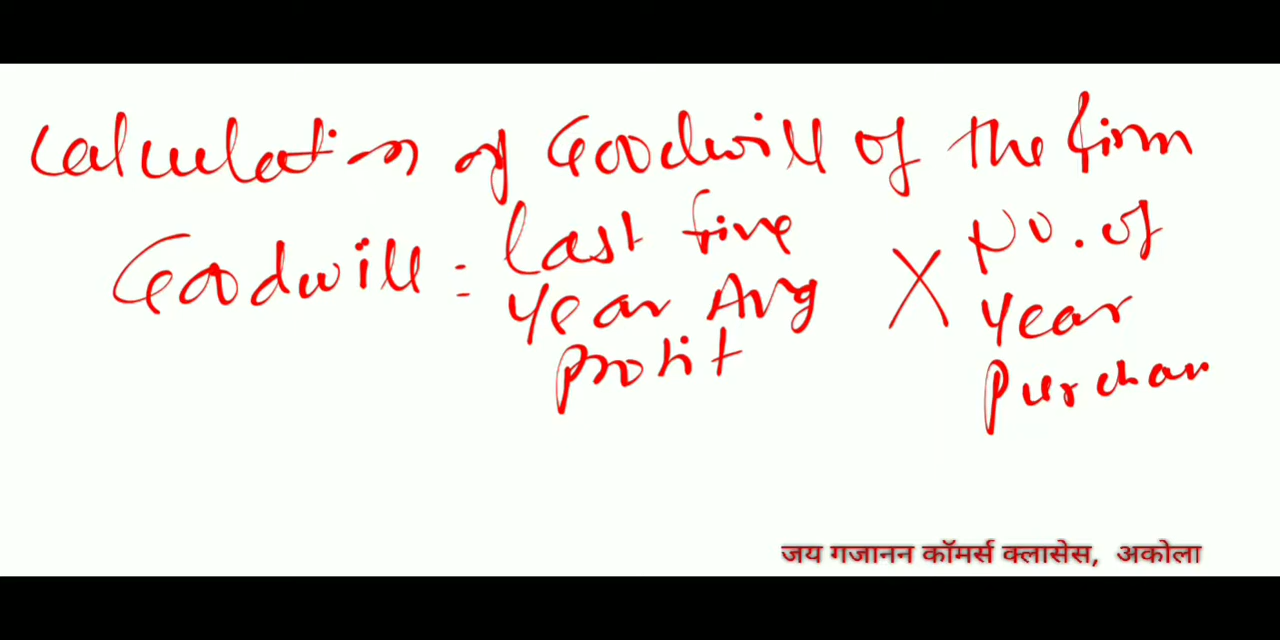 Calculation of Goodwill of the firm
Goodwill = Last five year Avg profit X No. of year purchase
जय गजानन कॉमर्स क्लासेस, अकोला